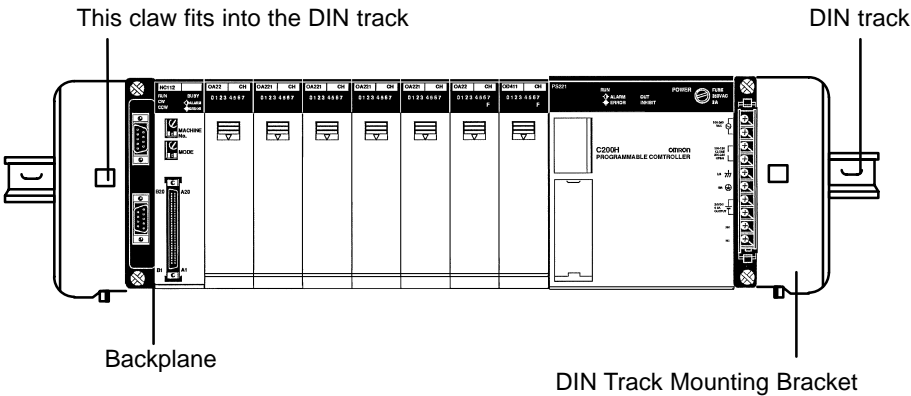 This claw fits into the DIN track
DIN track
NC112
RUN BUSY
CW ALARM
CCW ERROR
MACHINE
No.
MODE
B20 A20
B1 A1
OA22 CH
0 1 2 3 4 5 6 7
OA221 CH
0 1 2 3 4 5 6 7
OA221 CH
0 1 2 3 4 5 6 7
OA221 CH
0 1 2 3 4 5 6 7
OA22 CH
0 1 2 3 4 5 6 7
OA22 CH
0 1 2 3 4 5 6 7
F
OD411 CH
0 1 2 3 4 5 6 7
F
PS221
RUN
ALARM OUT
ERROR INHIBIT
POWER
FUSE
250VAC
2A
C200H omron
PROGRAMMABLE CONTROLLER
Backplane
DIN Track Mounting Bracket